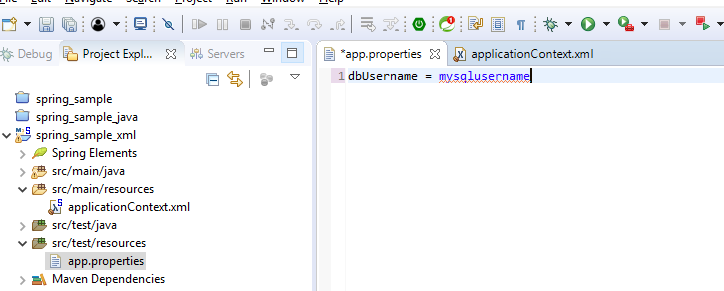 Debug
Project Expl...
Servers
*app.properties
applicationContext.xml
1 dbUsername = mysqlusername
spring_sample
spring_sample_java
spring_sample_xml
Spring Elements
src/main/java
src/main/resources
applicationContext.xml
src/test/java
src/test/resources
app.properties
Maven Dependencies